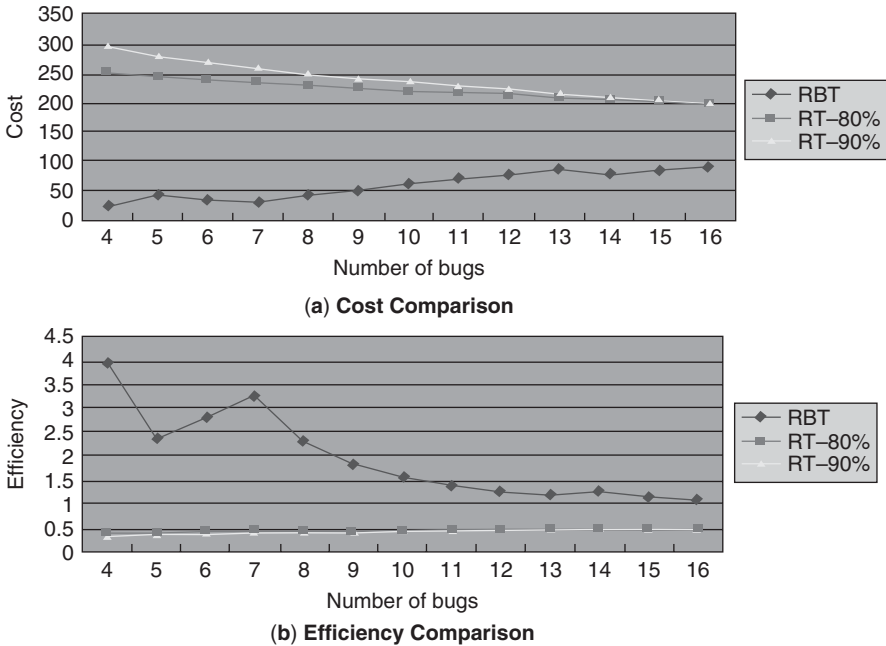 350
300
250
200
150
100
50
0
Cost
4 5 6 7 8 9 10 11 12 13 14 15 16
Number of bugs
RBT
RT–80%
RT–90%
(a) Cost Comparison
4.5
4
3.5
3
2.5
2
1.5
1
0.5
0
Efficiency
4 5 6 7 8 9 10 11 12 13 14 15 16
Number of bugs
RBT
RT–80%
RT–90%
(b) Efficiency Comparison